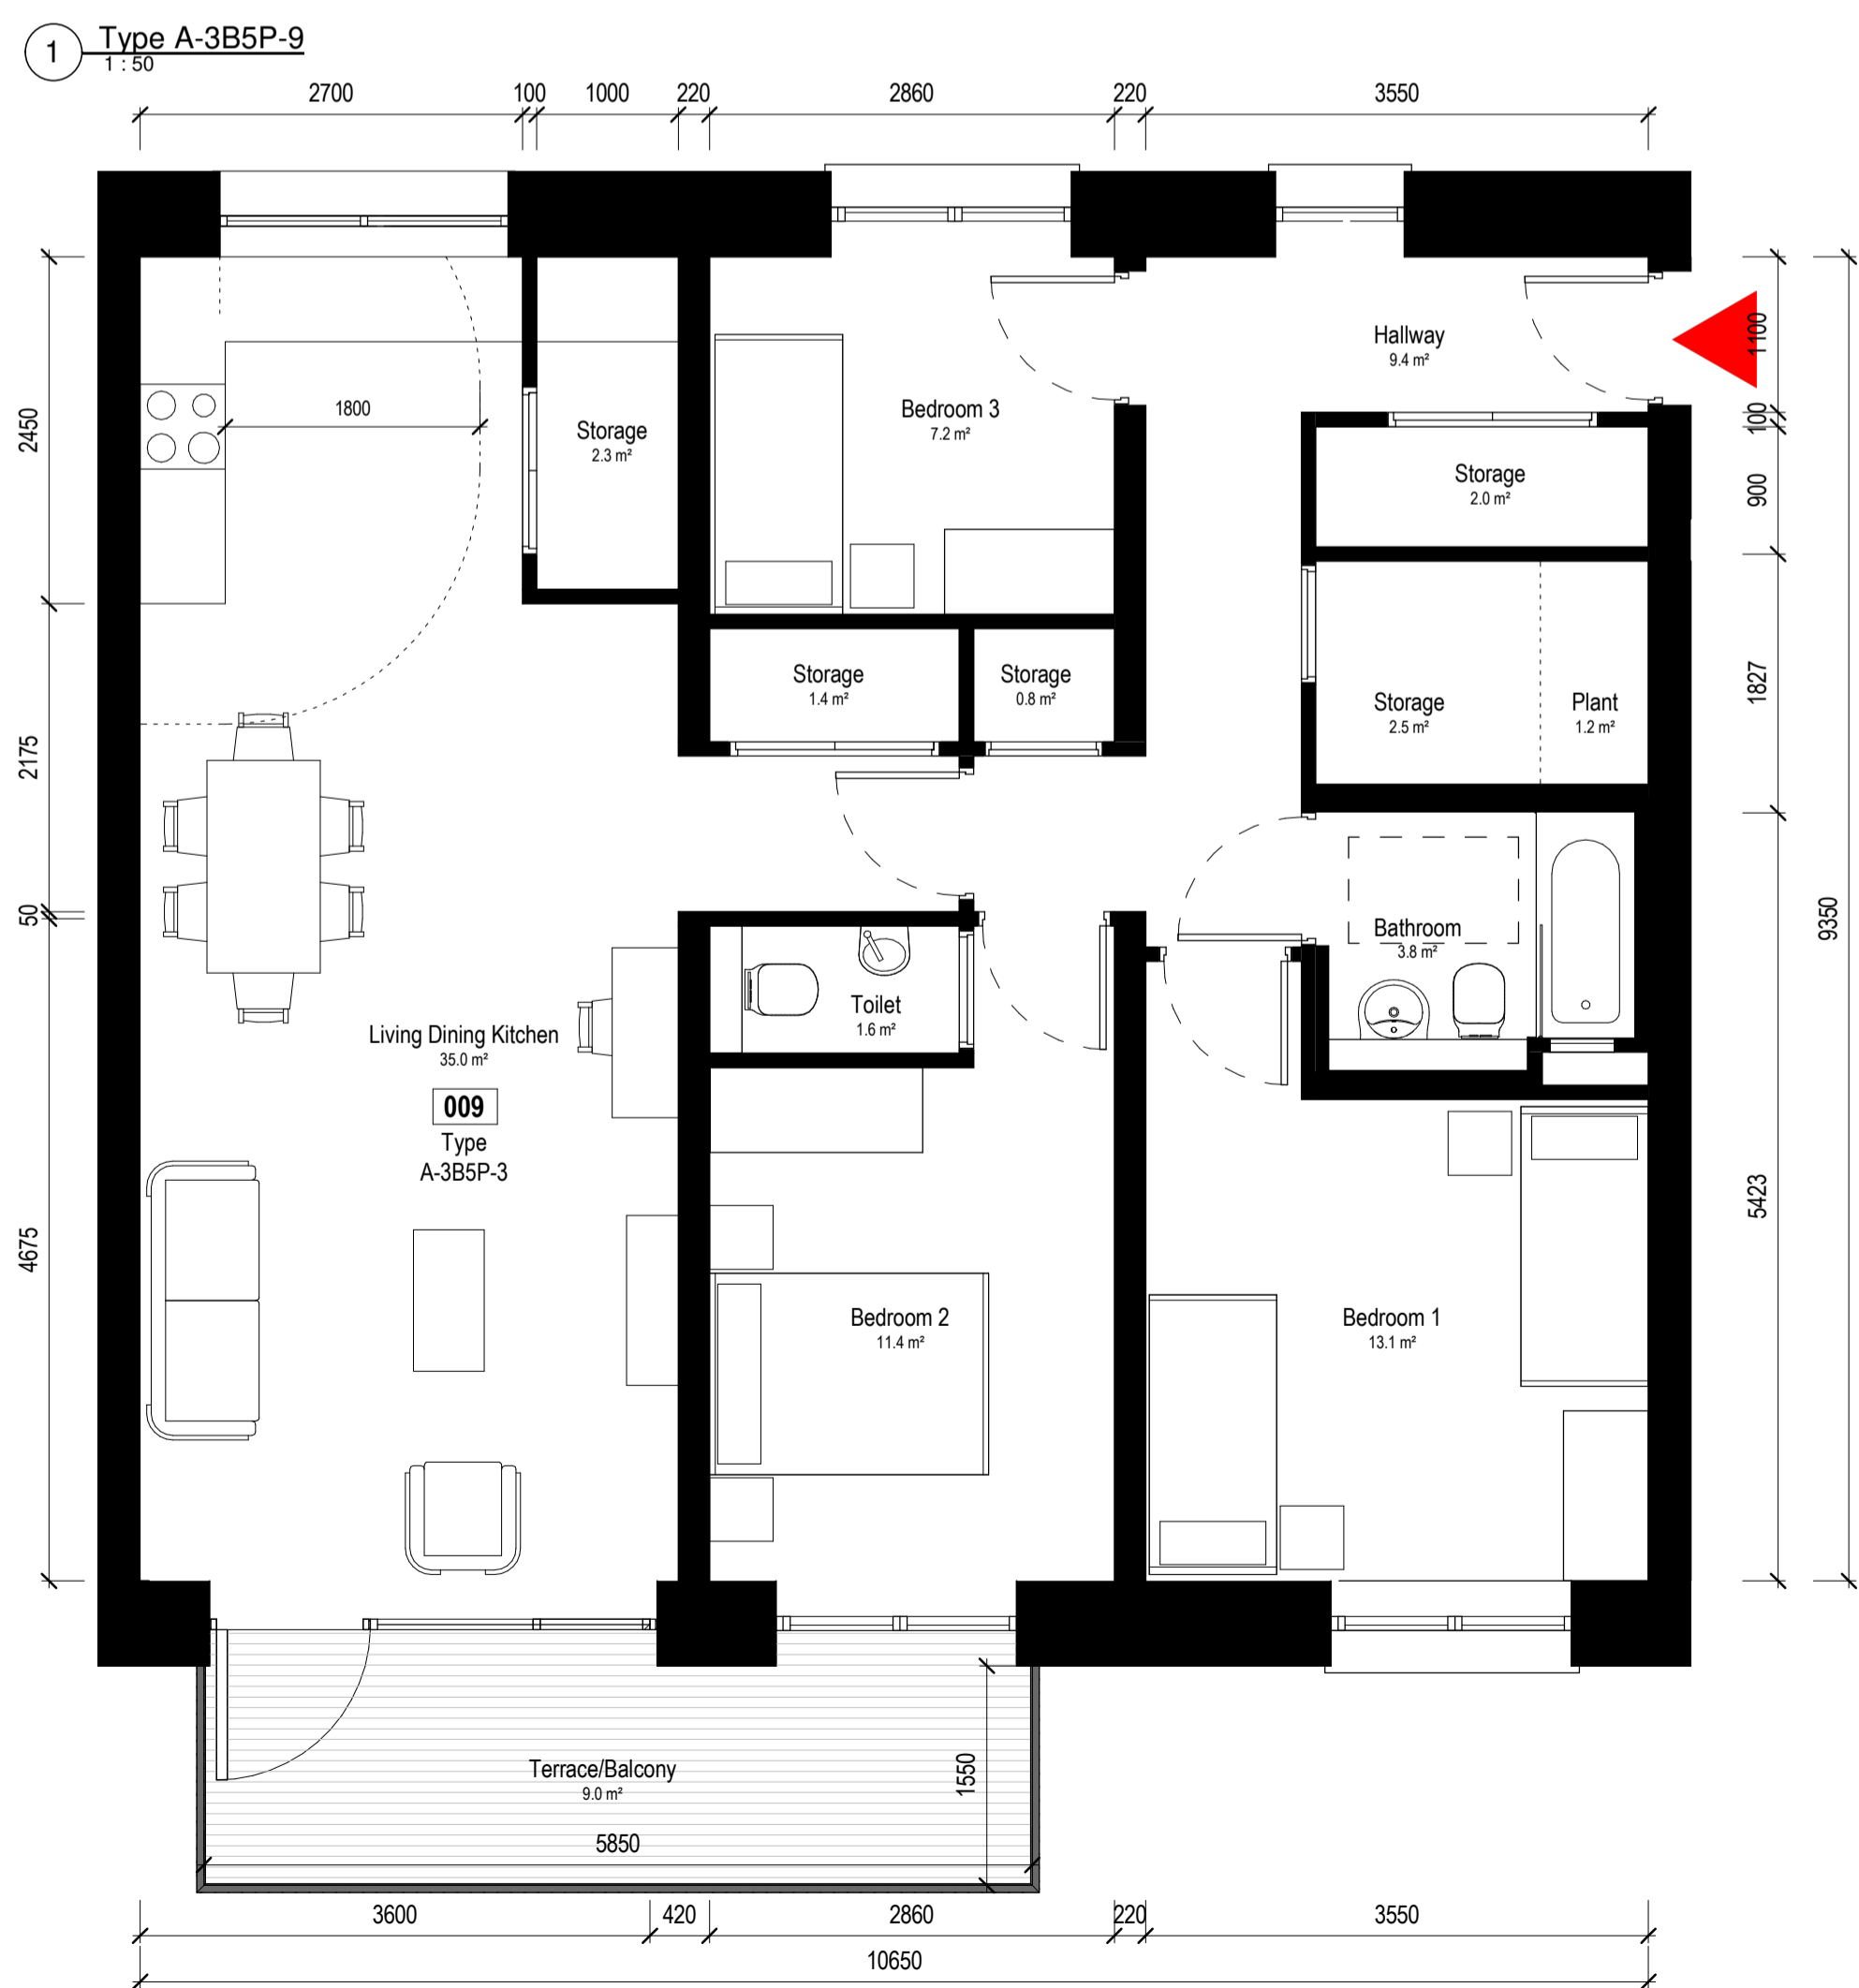 1
Type A-3B5P-9
1 : 50
2700
100
1000
220
2860
220
3550
Hallway
9.4 m²
1100
100
900
1827
5423
9350
2450
2175
50
4675
1800
Storage
2.3 m²
Bedroom 3
7.2 m²
Storage
2.0 m²
Storage
1.4 m²
Storage
0.8 m²
Storage
2.5 m²
Plant
1.2 m²
Bathroom
3.8 m²
Toilet
1.6 m²
Living Dining Kitchen
35.0 m²
009
Type
A-3B5P-3
Bedroom 2
11.4 m²
Bedroom 1
13.1 m²
Terrace/Balcony
9.0 m²
1550
5850
3600
420
2860
220
3550
10650